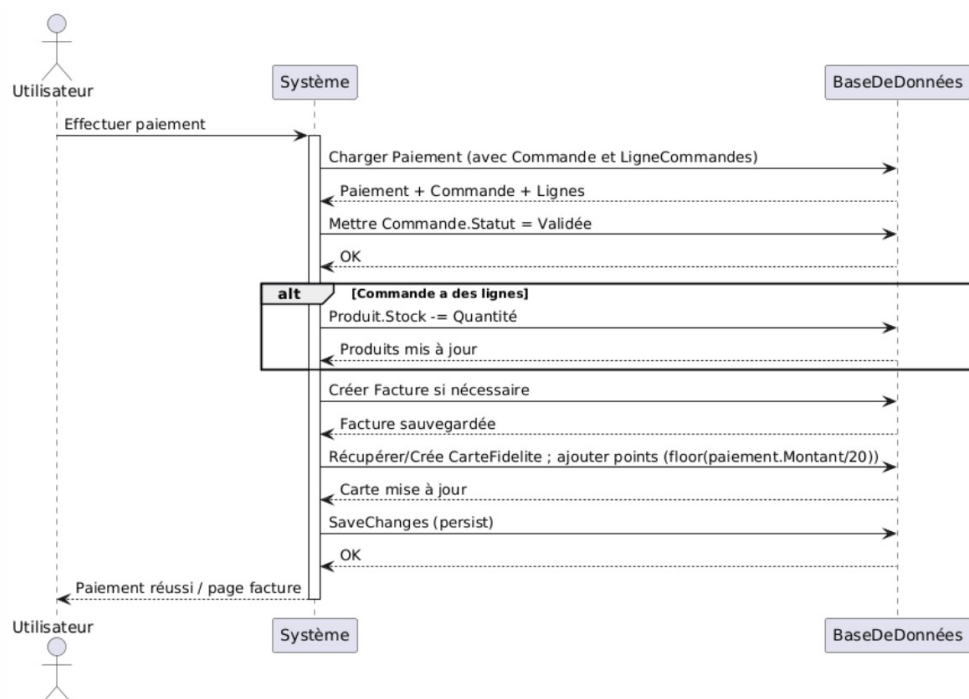 Utilisateur
Système
BaseDeDonnées
Effectuer paiement
Charger Paiement (avec Commande et LigneCommandes)
Paiement + Commande + Lignes
Mettre Commande.Statut = Validée
OK
alt
[Commande a des lignes]
Produit.Stock -= Quantité
Produits mis à jour
Créer Facture si nécessaire
Facture sauvegardée
Récupérer/Crée CarteFidelite ; ajouter points (floor(paiement.Montant/20))
Carte mise à jour
SaveChanges (persist)
OK
Paiement réussi / page facture
Utilisateur
Système
BaseDeDonnées